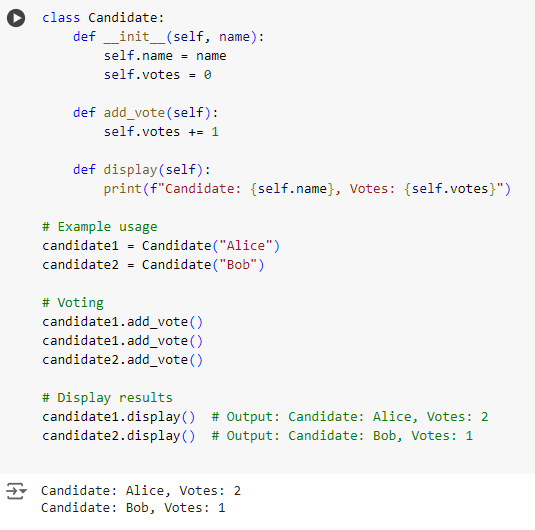 class Candidate:
    def __init__(self, name):
        self.name = name
        self.votes = 0

    def add_vote(self):
        self.votes += 1

    def display(self):
        print(f"Candidate: {self.name}, Votes: {self.votes}")

# Example usage
candidate1 = Candidate("Alice")
candidate2 = Candidate("Bob")

# Voting
candidate1.add_vote()
candidate1.add_vote()
candidate2.add_vote()

# Display results
candidate1.display()  # Output: Candidate: Alice, Votes: 2
candidate2.display()  # Output: Candidate: Bob, Votes: 1

Candidate: Alice, Votes: 2
Candidate: Bob, Votes: 1